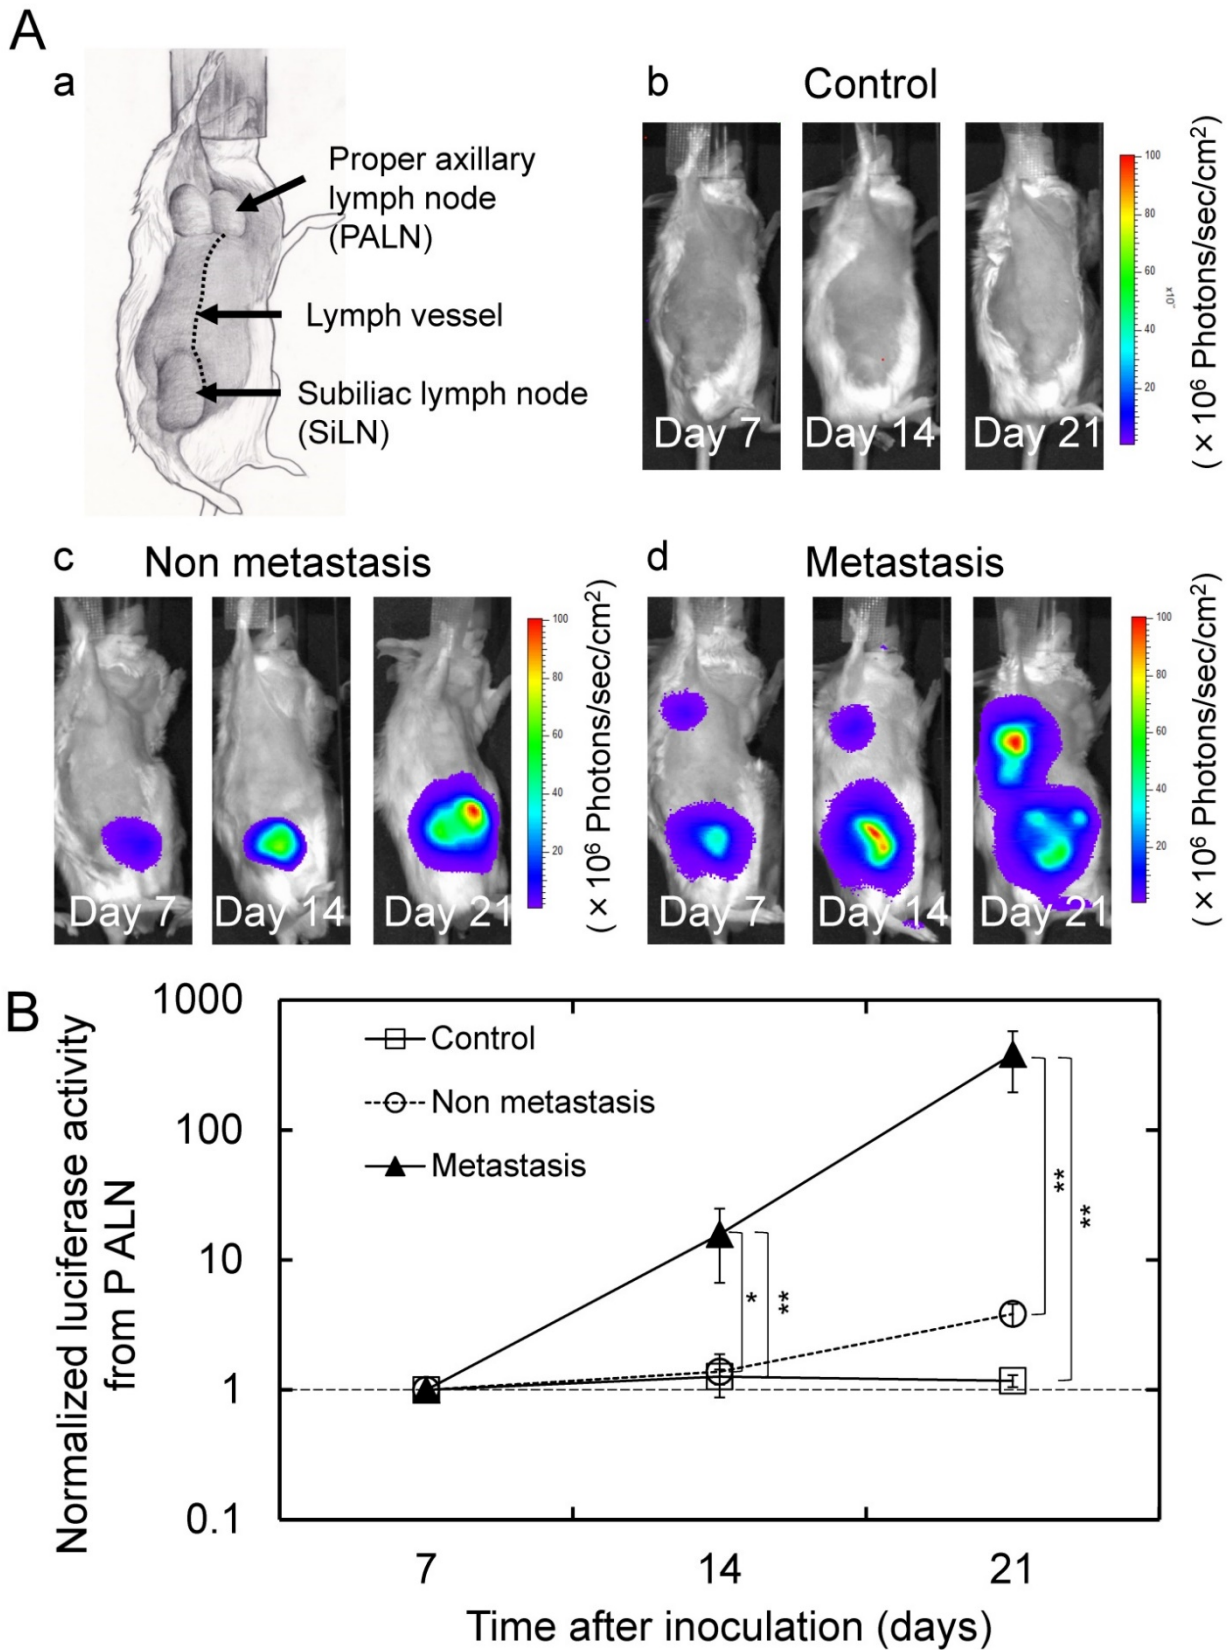 A
a
Proper axillary
lymph node
(PALN)
Lymph vessel
Subiliac lymph node
(SiLN)
b
Control
Day 7
Day 14
Day 21
100
80
60
40
20
(×10⁶ Photons/sec/cm²)
c
Non metastasis
Day 7
Day 14
Day 21
100
80
60
40
20
(×10⁶ Photons/sec/cm²)
d
Metastasis
Day 7
Day 14
Day 21
100
80
60
40
20
(×10⁶ Photons/sec/cm²)
B
Normalized luciferase activity
from P ALN
1000
100
10
1
0.1
Control
Non metastasis
Metastasis
*
**
**
**
7
14
21
Time after inoculation (days)